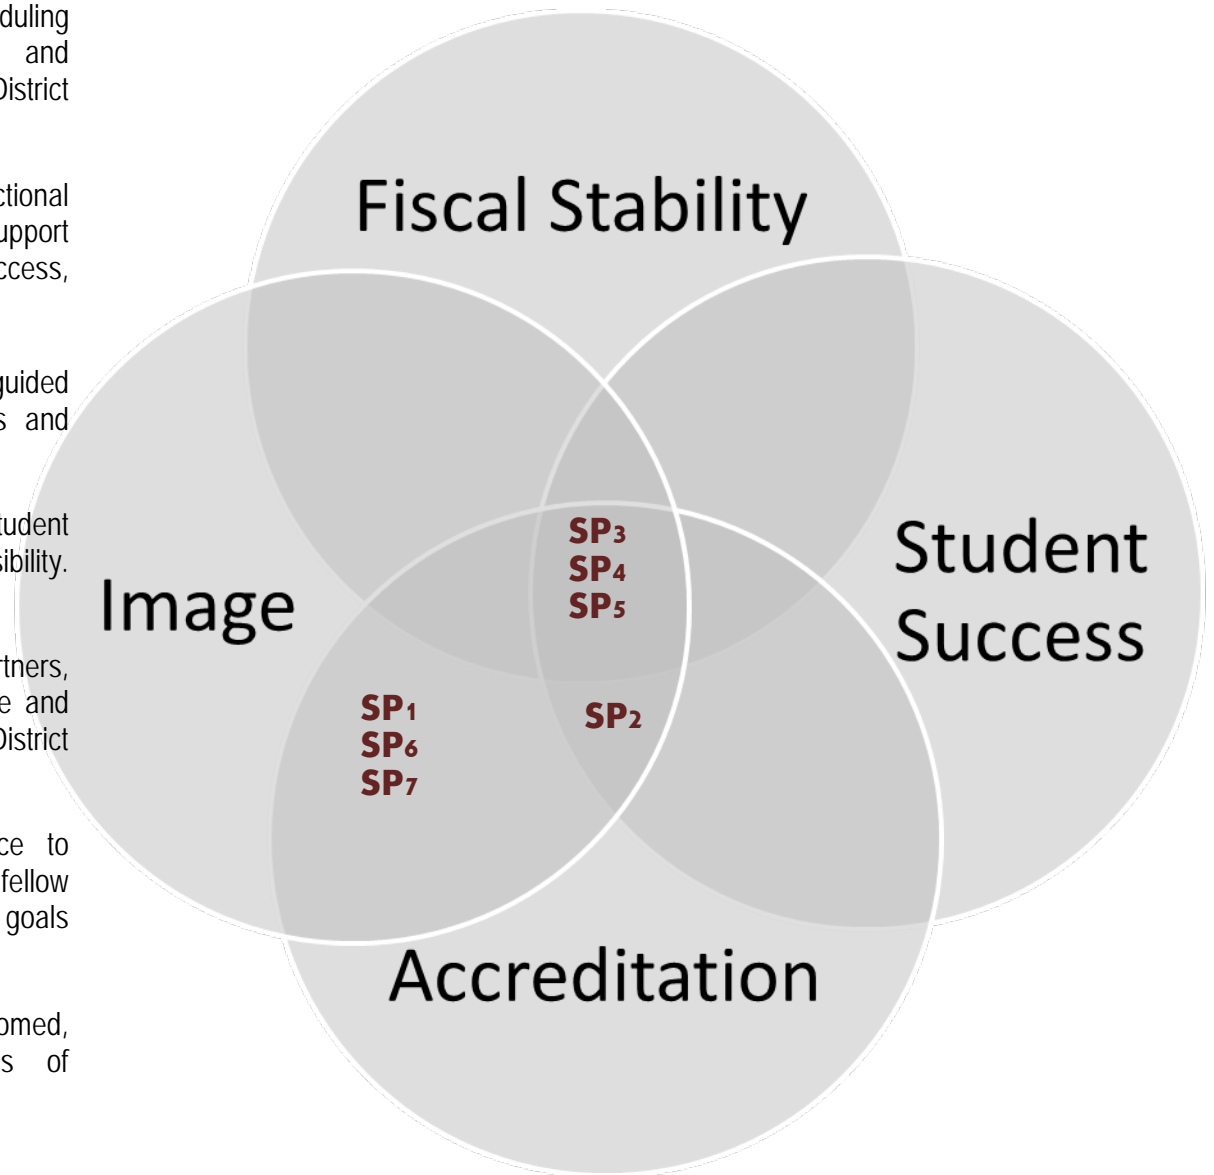 duling
and
District
ctional
upport
ccess,
guided
s and
tudent
sibility.
rtners,
e and
District
ce to
fellow
goals
omed,
s of
Fiscal Stability
Image
Student
Success
Accreditation
SP3
SP4
SP5
SP1
SP6
SP7
SP2